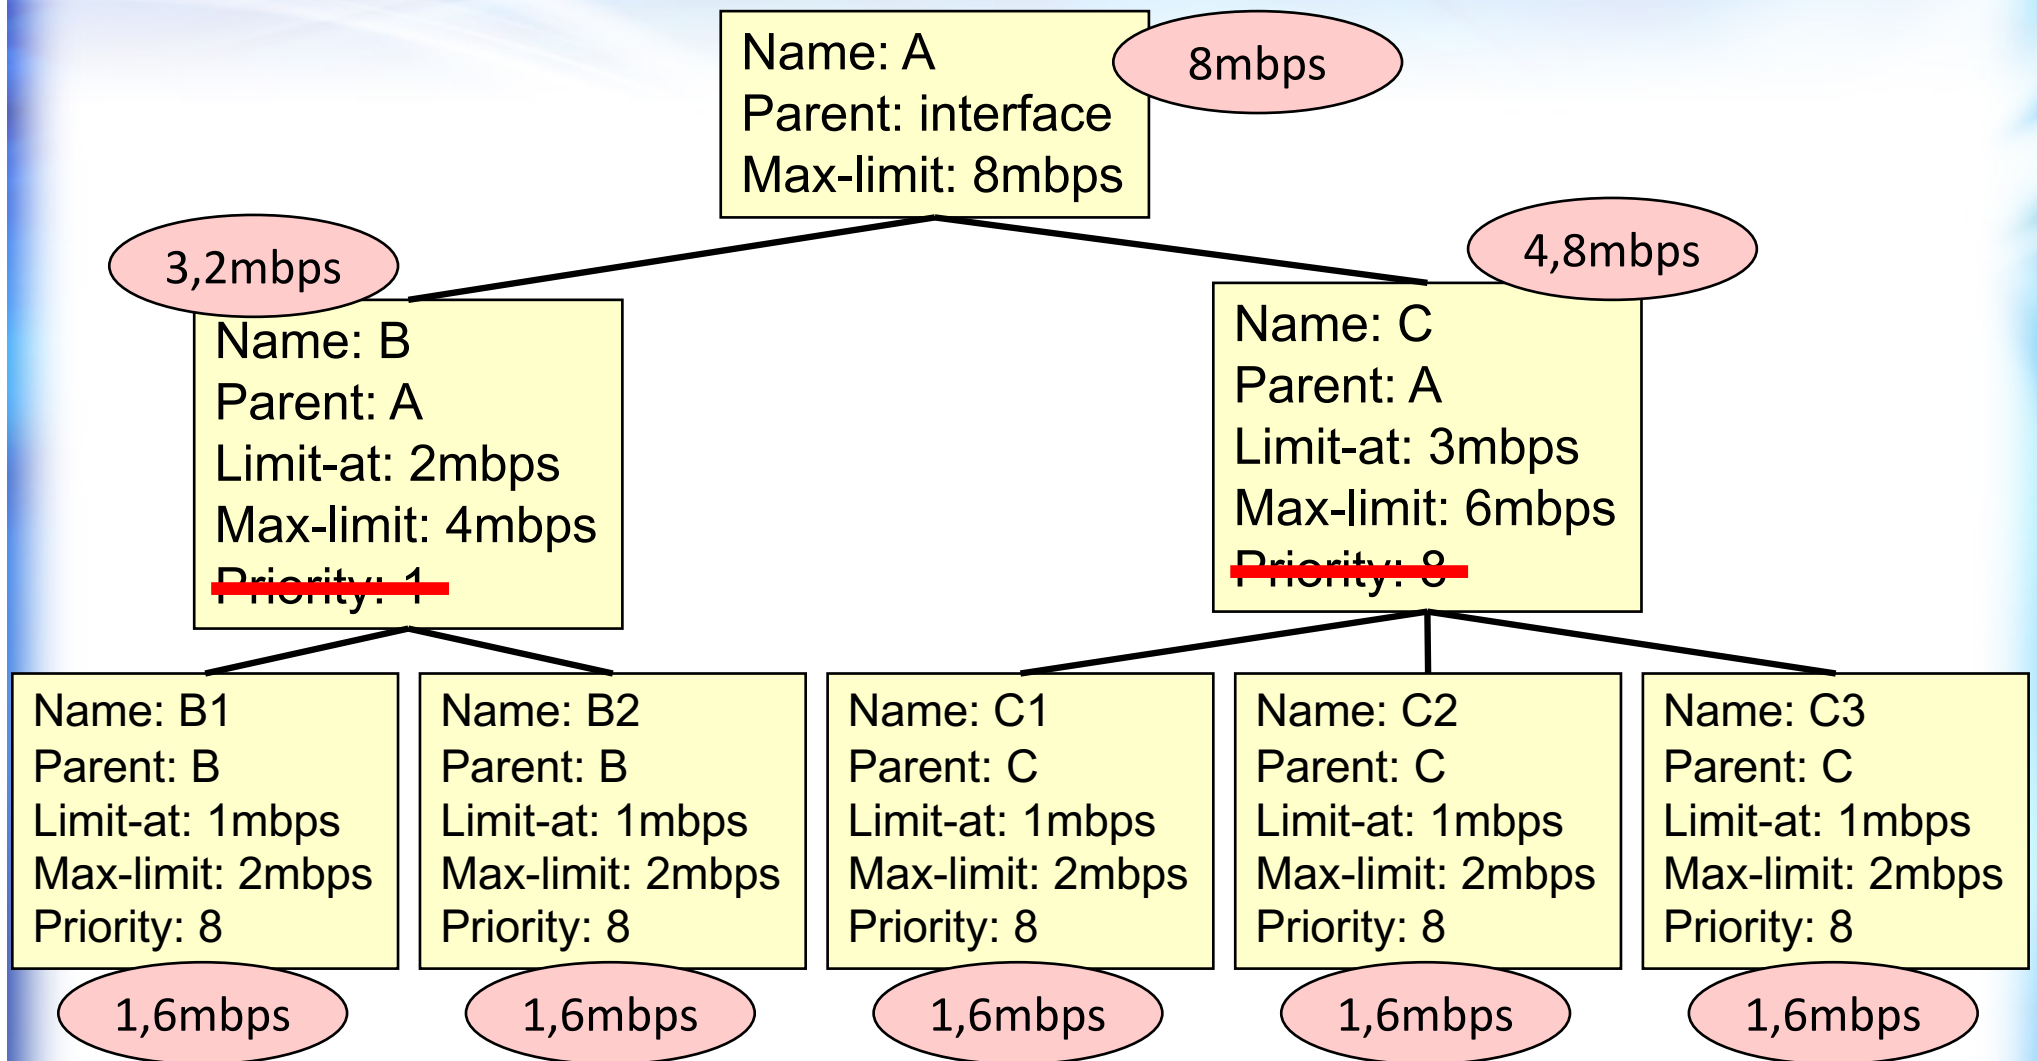 Name: A
Parent: interface
Max-limit: 8mbps
8mbps
3,2mbps
Name: B
Parent: A
Limit-at: 2mbps
Max-limit: 4mbps
Priority: 1
4,8mbps
Name: C
Parent: A
Limit-at: 3mbps
Max-limit: 6mbps
Priority: 8
Name: B1
Parent: B
Limit-at: 1mbps
Max-limit: 2mbps
Priority: 8
1,6mbps
Name: B2
Parent: B
Limit-at: 1mbps
Max-limit: 2mbps
Priority: 8
1,6mbps
Name: C1
Parent: C
Limit-at: 1mbps
Max-limit: 2mbps
Priority: 8
1,6mbps
Name: C2
Parent: C
Limit-at: 1mbps
Max-limit: 2mbps
Priority: 8
1,6mbps
Name: C3
Parent: C
Limit-at: 1mbps
Max-limit: 2mbps
Priority: 8
1,6mbps